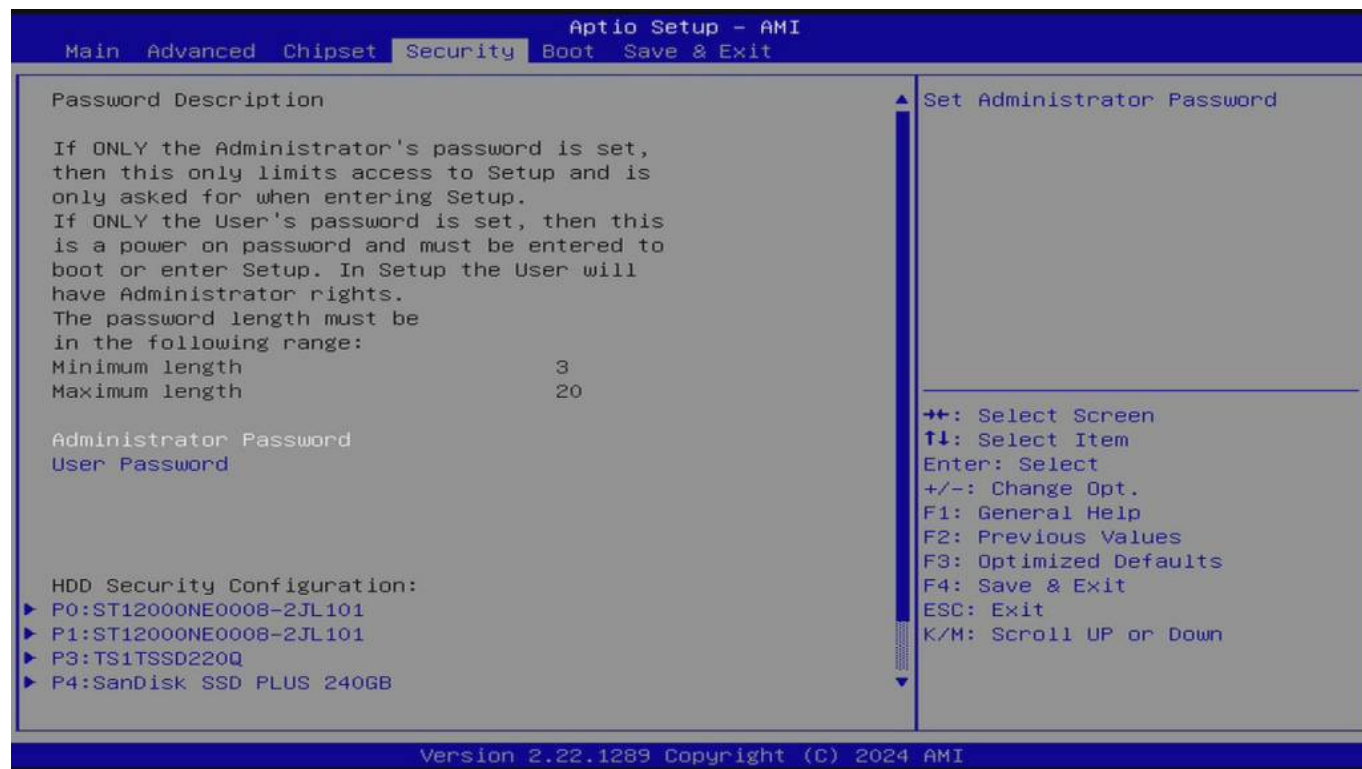 Aptio Setup – AMI
Main Advanced Chipset Security Boot Save & Exit
Password Description
If ONLY the Administrator's password is set,
then this only limits access to Setup and is
only asked for when entering Setup.
If ONLY the User's password is set, then this
is a power on password and must be entered to
boot or enter Setup. In Setup the User will
have Administrator rights.
The password length must be
in the following range:
Minimum length 3
Maximum length 20
Administrator Password
User Password
HDD Security Configuration:
▶ P0:ST12000NE0008-2JL101
▶ P1:ST12000NE0008-2JL101
▶ P3:TS1TSSD220Q
▶ P4:SanDisk SSD PLUS 240GB
Set Administrator Password
→←: Select Screen
↑↓: Select Item
Enter: Select
+/-: Change Opt.
F1: General Help
F2: Previous Values
F3: Optimized Defaults
F4: Save & Exit
ESC: Exit
K/M: Scroll UP or Down
Version 2.22.1289 Copyright (C) 2024 AMI